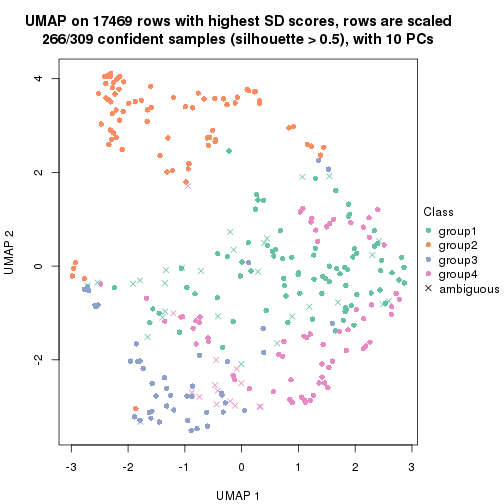 UMAP on 17469 rows with highest SD scores, rows are scaled
266/309 confident samples (silhouette > 0.5), with 10 PCs
4
2
0
-2
UMAP 2
-3
-2
-1
0
1
2
3
UMAP 1
Class
group1
group2
group3
group4
ambiguous